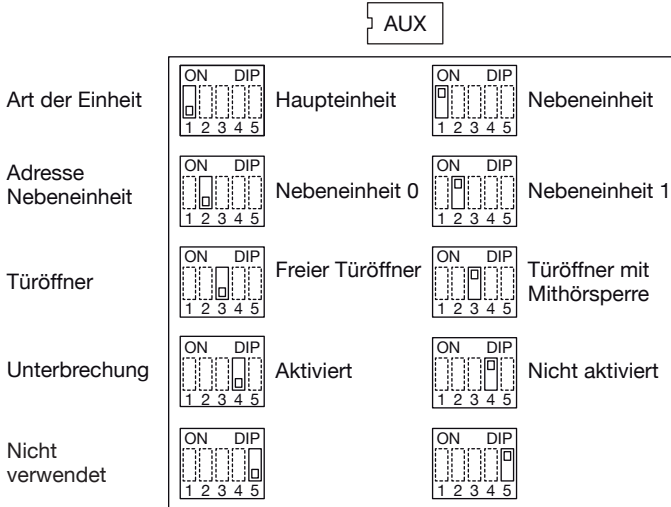 AUX
Art der Einheit
ON DIP
1 2 3 4 5
Haupteinheit
ON DIP
1 2 3 4 5
Nebeneinheit
Adresse
Nebeneinheit
ON DIP
1 2 3 4 5
Nebeneinheit 0
ON DIP
1 2 3 4 5
Nebeneinheit 1
Türöffner
ON DIP
1 2 3 4 5
Freier Türöffner
ON DIP
1 2 3 4 5
Türöffner mit
Mithörsperre
Unterbrechung
ON DIP
1 2 3 4 5
Aktiviert
ON DIP
1 2 3 4 5
Nicht aktiviert
Nicht
verwendet
ON DIP
1 2 3 4 5
ON DIP
1 2 3 4 5